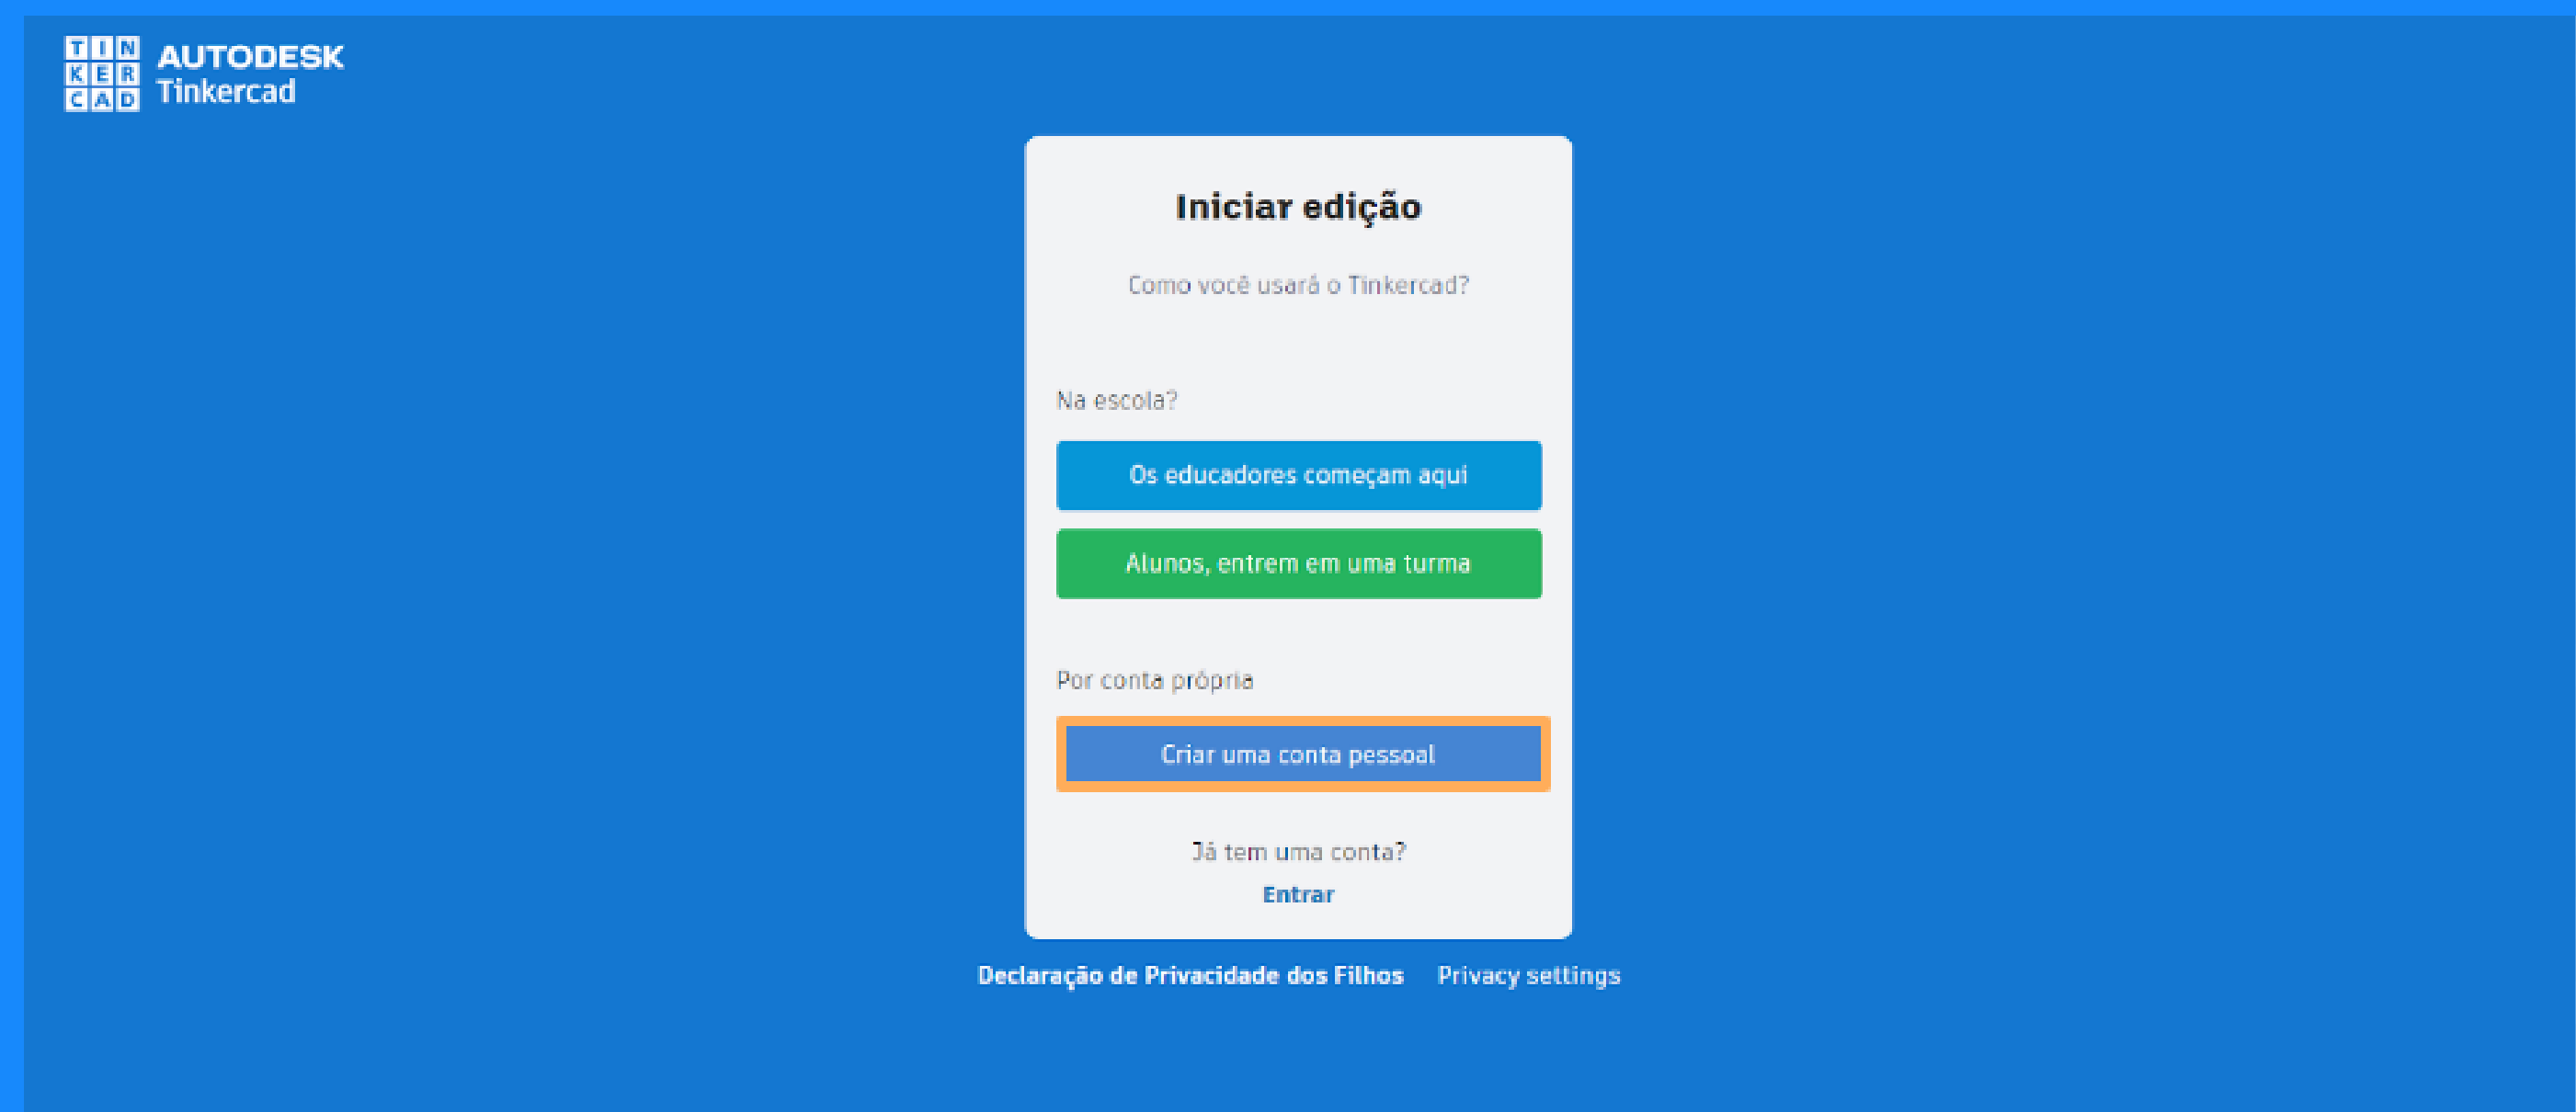 TIN
KER
CAD
AUTODESK
Tinkercad
Iniciar edição
Como você usará o Tinkercad?
Na escola?
Os educadores começam aqui
Alunos, entrem em uma turma
Por conta própria
Criar uma conta pessoal
Já tem uma conta?
Entrar
Declaração de Privacidade dos Filhos Privacy settings